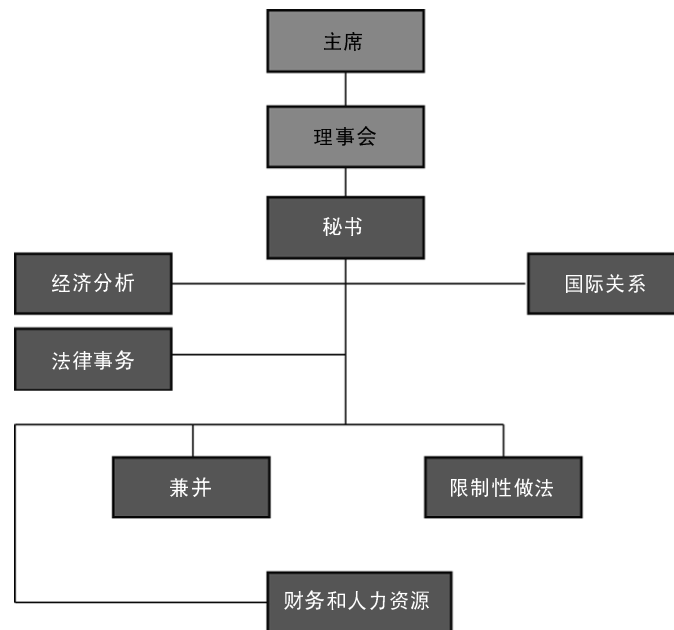 主席
理事会
秘书
经济分析
国际关系
法律事务
兼并
限制性做法
财务和人力资源